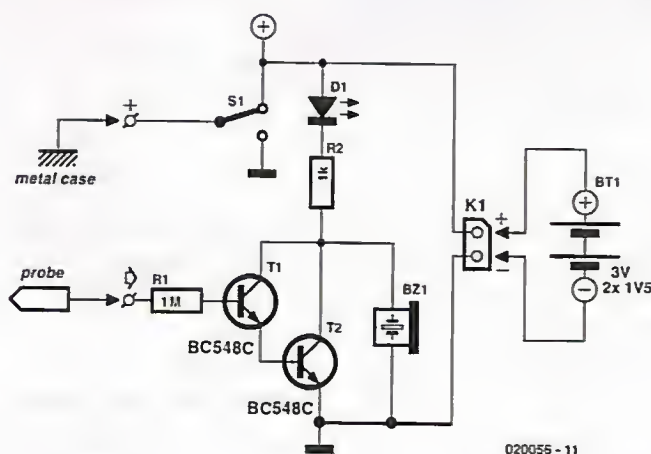 +
D1
S1
+
R2
1k
metal case
K1
+
BT1
+
−
3V
2x 1V5
−
probe
R1
1M
T1
BC548C
T2
BC548C
BZ1
020055 - 11